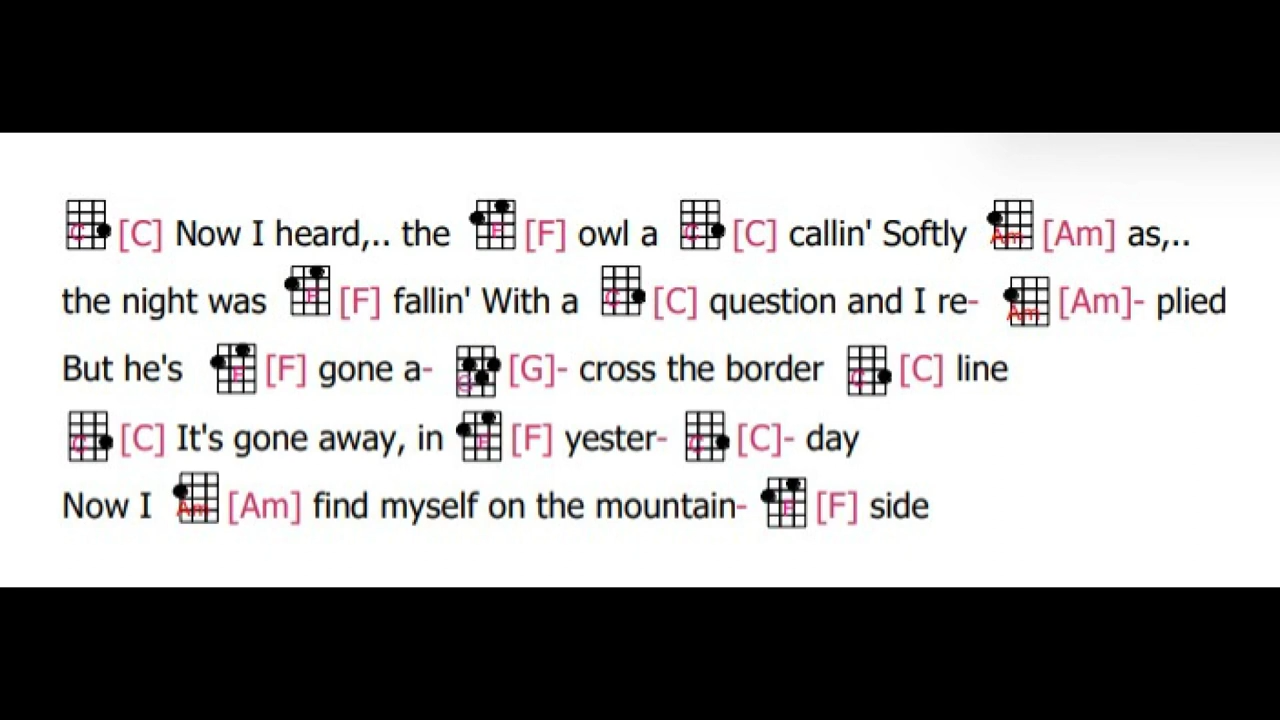 [C] Now I heard,.. the [F] owl a [C] callin' Softly [Am] as,..
the night was [F] fallin' With a [C] question and I re- [Am]- plied
But he's [F] gone a- [G]- cross the border [C] line
[C] It's gone away, in [F] yester- [C]- day
Now I [Am] find myself on the mountain- [F] side